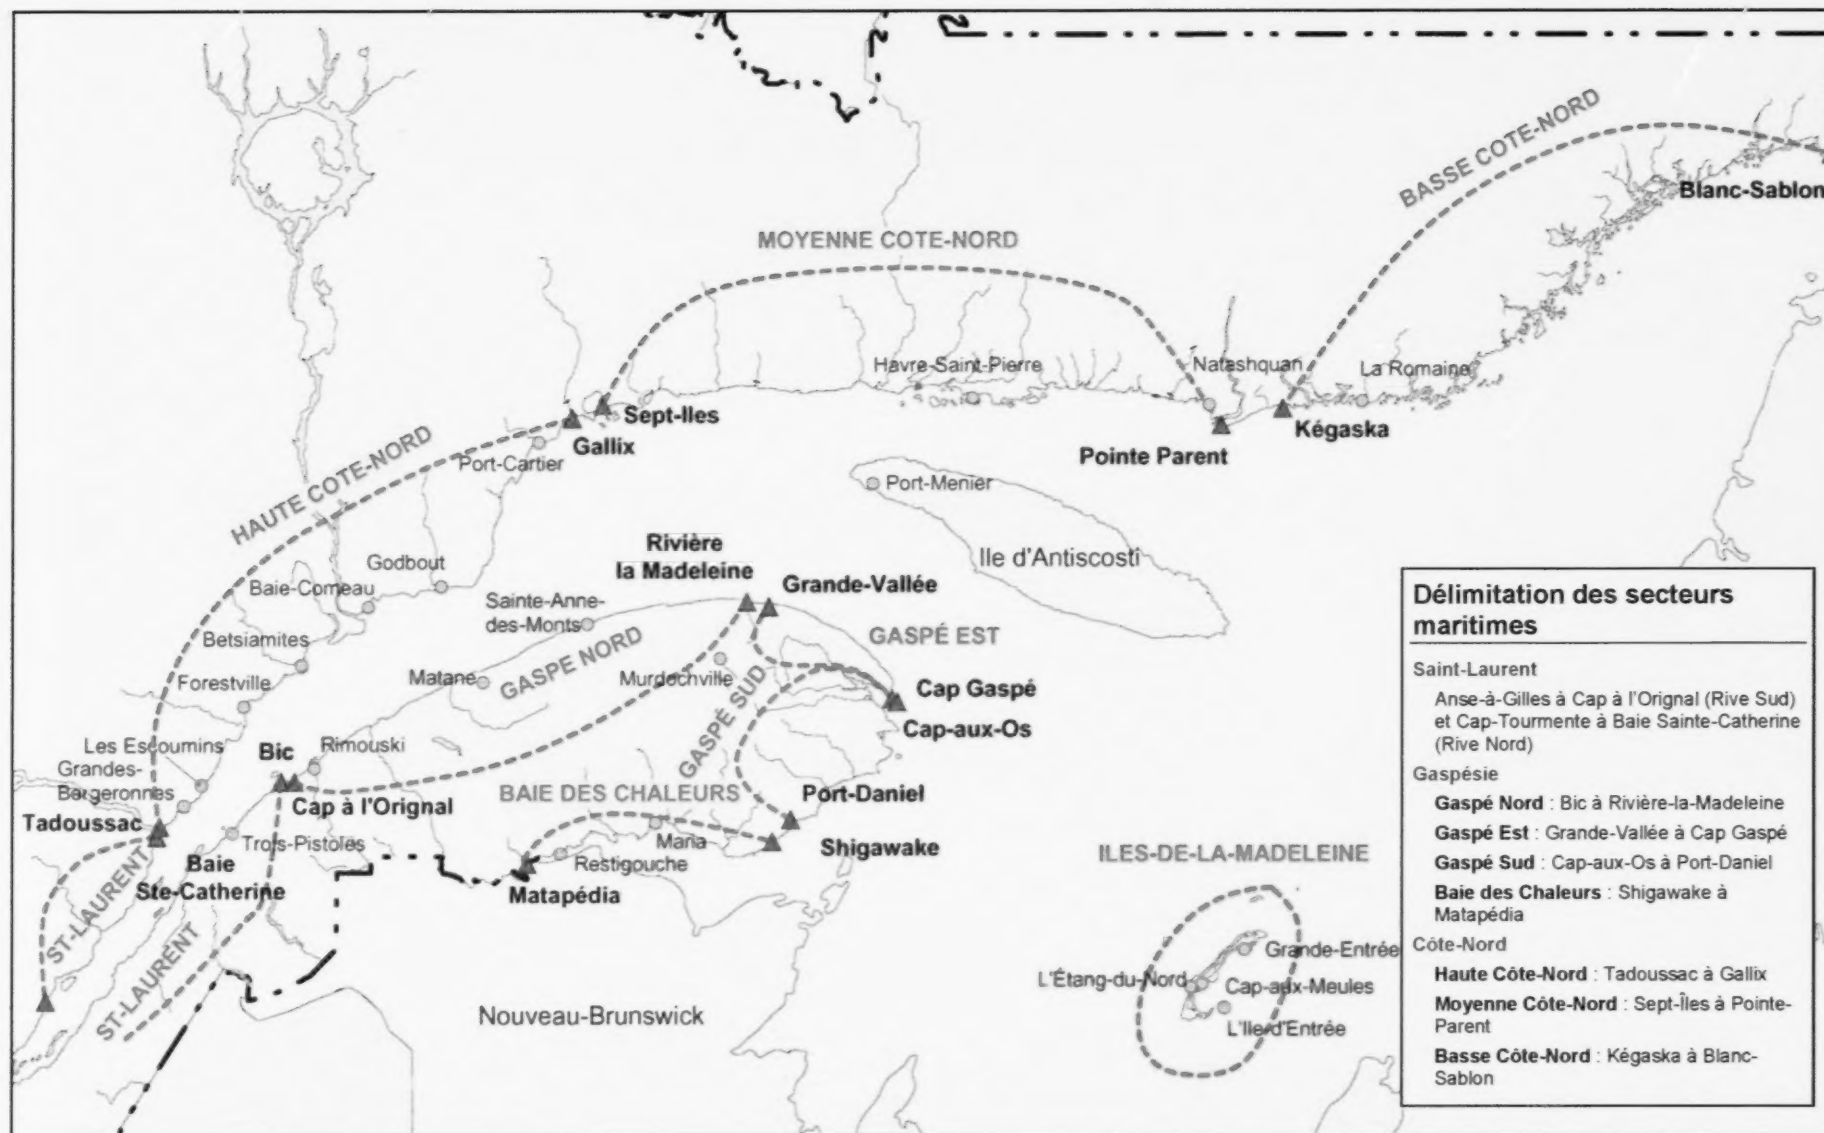 BASSE COTE-NORD
Blanc-Sablon
MOYENNE COTE-NORD
Havre-Saint-Pierre
Natashquan
La Romaine
Sept-Iles
Gallix
Port-Cartier
Kégaska
Pointe Parent
HAUTE COTE-NORD
Port-Menier
Ile d'Antiscosti
Rivière
la Madeleine
Grande-Vallée
Godbout
Baie-Comeau
Sainte-Anne-
des-Monts
Betsiamites
GASPÉ EST
GASPE NORD
Matane
Murdochville
Forestville
GASPÉ SUD
Cap Gaspé
Cap-aux-Os
Les Escoumins
Bic
Rimouski
Grandes-
Bergeronnes
Cap à l'Orignal
BAIE DES CHALEURS
Port-Daniel
Tadoussac
Trois-Pistoles
Maria
Shigawake
Restigouche
Baie
Ste-Catherine
Matapédia
ST-LAURENT
ST-LAURENT
ILES-DE-LA-MADELEINE
Grande-Entrée
L'Étang-du-Nord
Cap-aux-Meules
L'Ile d'Entrée
Nouveau-Brunswick
Délimitation des secteurs
maritimes
Saint-Laurent
Anse-à-Gilles à Cap à l'Orignal (Rive Sud)
et Cap-Tourmente à Baie Sainte-Catherine
(Rive Nord)
Gaspésie
Gaspé Nord : Bic à Rivière-la-Madeleine
Gaspé Est : Grande-Vallée à Cap Gaspé
Gaspé Sud : Cap-aux-Os à Port-Daniel
Baie des Chaleurs : Shigawake à
Matapédia
Côte-Nord
Haute Côte-Nord : Tadoussac à Gallix
Moyenne Côte-Nord : Sept-Îles à Pointe-
Parent
Basse Côte-Nord : Kégaska à Blanc-
Sablon